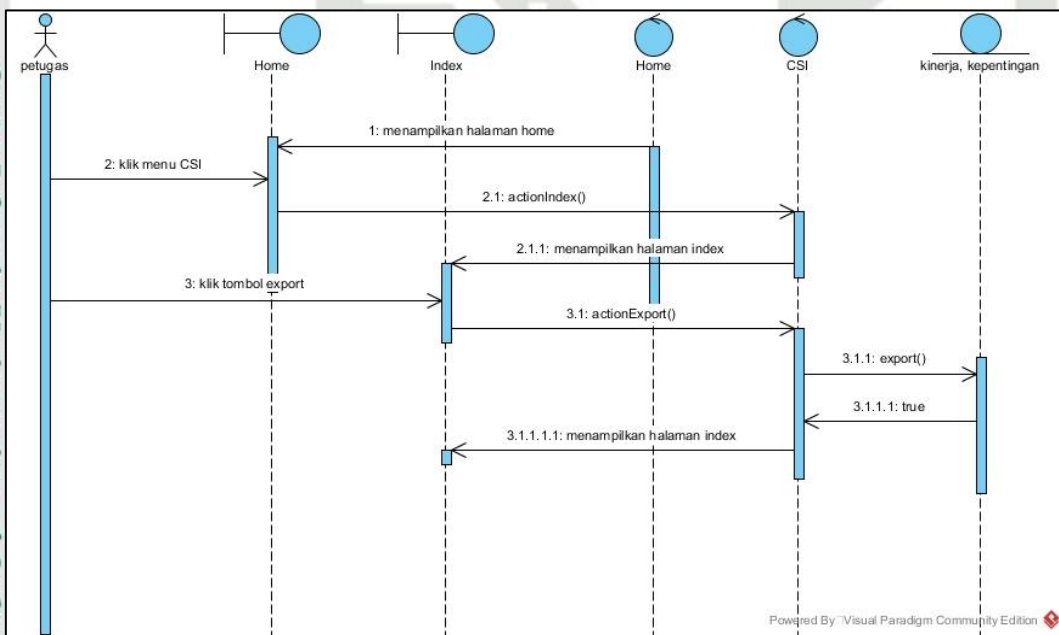 petugas
Home
Index
Home
CSI
kinerja, kepentingan
1: menampilkan halaman home
2: klik menu CSI
2.1: actionIndex()
2.1.1: menampilkan halaman index
3: klik tombol export
3.1: actionExport()
3.1.1: export()
3.1.1.1: true
3.1.1.1.1: menampilkan halaman index
Powered By Visual Paradigm Community Edition